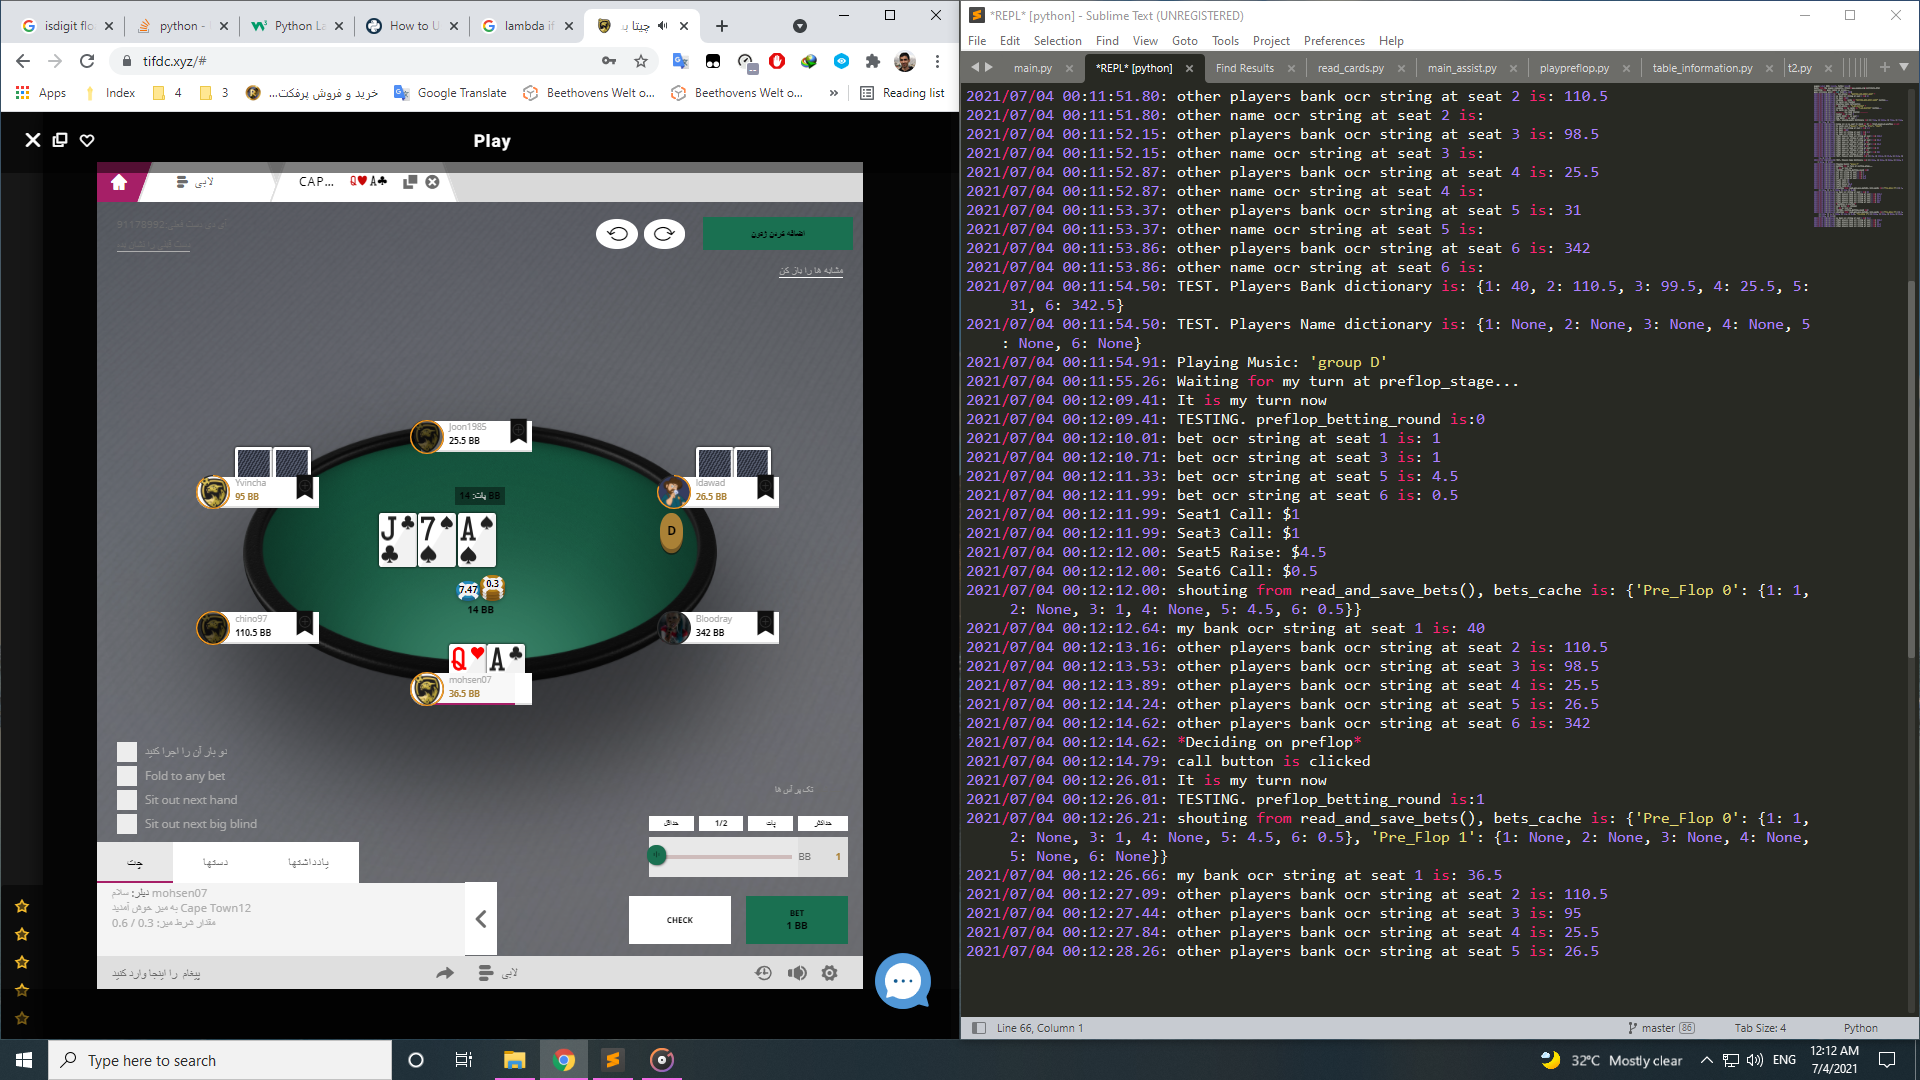 isdigit flo
python -
Python La
How to U
lambda if
چیتا ب
tifdc.xyz/#
Apps
Index
4
3
خرید و فروش پرفکت...
Google Translate
Beethovens Welt o...
Beethovens Welt o...
»
Reading list
Play
لابی
CAP...
Q♥ A♣
اضافه کردن ژتون
مشابه ها را باز کن
Joon1985
25.5 BB
Yvincha
95 BB
Idawad
26.5 BB
پات: 14 BB
J
7
A
D
7.47
0.3
14 BB
chino97
110.5 BB
Bloodray
342 BB
Q
A
mohsen07
36.5 BB
دو بار آن را اجرا کنید
Fold to any bet
Sit out next hand
Sit out next big blind
تک پر آس ها
حداقل
1/2
پات
حداکثر
BB
1
چت
دستها
یادداشتها
دیلر: سلام mohsen07
به میز خوش آمدید Cape Town12
مقدار شرط میز: 0.3 / 0.6
CHECK
BET
1 BB
پیغام را اینجا وارد کنید
لابی
*REPL* [python] - Sublime Text (UNREGISTERED)
File Edit Selection Find View Goto Tools Project Preferences Help
main.py
*REPL* [python]
Find Results
read_cards.py
main_assist.py
playpreflop.py
table_information.py
t2.py
2021/07/04 00:11:51.80: other players bank ocr string at seat 2 is: 110.5
2021/07/04 00:11:51.80: other name ocr string at seat 2 is:
2021/07/04 00:11:52.15: other players bank ocr string at seat 3 is: 98.5
2021/07/04 00:11:52.15: other name ocr string at seat 3 is:
2021/07/04 00:11:52.87: other players bank ocr string at seat 4 is: 25.5
2021/07/04 00:11:52.87: other name ocr string at seat 4 is:
2021/07/04 00:11:53.37: other players bank ocr string at seat 5 is: 31
2021/07/04 00:11:53.37: other name ocr string at seat 5 is:
2021/07/04 00:11:53.86: other players bank ocr string at seat 6 is: 342
2021/07/04 00:11:53.86: other name ocr string at seat 6 is:
2021/07/04 00:11:54.50: TEST. Players Bank dictionary is: {1: 40, 2: 110.5, 3: 99.5, 4: 25.5, 5:
31, 6: 342.5}
2021/07/04 00:11:54.50: TEST. Players Name dictionary is: {1: None, 2: None, 3: None, 4: None, 5
: None, 6: None}
2021/07/04 00:11:54.91: Playing Music: 'group D'
2021/07/04 00:11:55.26: Waiting for my turn at preflop_stage...
2021/07/04 00:12:09.41: It is my turn now
2021/07/04 00:12:09.41: TESTING. preflop_betting_round is:0
2021/07/04 00:12:10.01: bet ocr string at seat 1 is: 1
2021/07/04 00:12:10.71: bet ocr string at seat 3 is: 1
2021/07/04 00:12:11.33: bet ocr string at seat 5 is: 4.5
2021/07/04 00:12:11.99: bet ocr string at seat 6 is: 0.5
2021/07/04 00:12:11.99: Seat1 Call: $1
2021/07/04 00:12:11.99: Seat3 Call: $1
2021/07/04 00:12:12.00: Seat5 Raise: $4.5
2021/07/04 00:12:12.00: Seat6 Call: $0.5
2021/07/04 00:12:12.00: shouting from read_and_save_bets(), bets_cache is: {'Pre_Flop 0': {1: 1,
2: None, 3: 1, 4: None, 5: 4.5, 6: 0.5}}
2021/07/04 00:12:12.64: my bank ocr string at seat 1 is: 40
2021/07/04 00:12:13.16: other players bank ocr string at seat 2 is: 110.5
2021/07/04 00:12:13.53: other players bank ocr string at seat 3 is: 98.5
2021/07/04 00:12:13.89: other players bank ocr string at seat 4 is: 25.5
2021/07/04 00:12:14.24: other players bank ocr string at seat 5 is: 26.5
2021/07/04 00:12:14.62: other players bank ocr string at seat 6 is: 342
2021/07/04 00:12:14.62: *Deciding on preflop*
2021/07/04 00:12:14.79: call button is clicked
2021/07/04 00:12:26.01: It is my turn now
2021/07/04 00:12:26.01: TESTING. preflop_betting_round is:1
2021/07/04 00:12:26.21: shouting from read_and_save_bets(), bets_cache is: {'Pre_Flop 0': {1: 1,
2: None, 3: 1, 4: None, 5: 4.5, 6: 0.5}, 'Pre_Flop 1': {1: None, 2: None, 3: None, 4: None,
5: None, 6: None}}
2021/07/04 00:12:26.66: my bank ocr string at seat 1 is: 36.5
2021/07/04 00:12:27.09: other players bank ocr string at seat 2 is: 110.5
2021/07/04 00:12:27.44: other players bank ocr string at seat 3 is: 95
2021/07/04 00:12:27.84: other players bank ocr string at seat 4 is: 25.5
2021/07/04 00:12:28.26: other players bank ocr string at seat 5 is: 26.5
Line 66, Column 1
master 86
Tab Size: 4
Python
Type here to search
32°C Mostly clear
ENG
12:12 AM
7/4/2021